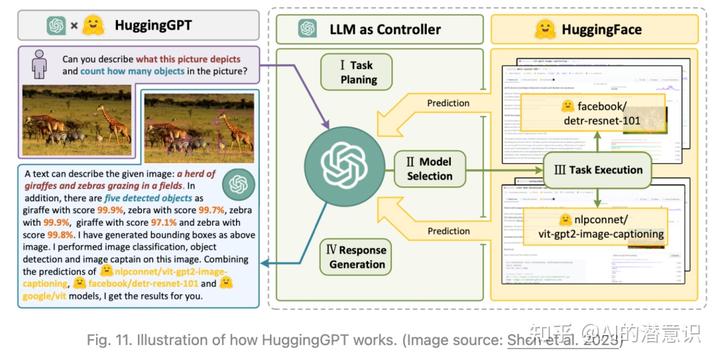 × HuggingGPT
LLM as Controller
HuggingFace
Can you describe what this picture depicts
and count how many objects in the picture?
A text can describe the given image: a herd of
giraffes and zebras grazing in a fields. In
addition, there are five detected objects as
giraffe with score 99.9%, zebra with score 99.7%, zebra
with 99.9%, giraffe with score 97.1% and zebra with
score 99.8%. I have generated bounding boxes as above
image. I performed image classification, object
detection and image captain on this image. Combining
the predictions of nlpconnet/vit-gpt2-image-
captioning, facebook/detr-resnet-101 and
google/vit models, I get the results for you.
I Task
Planing
II Model
Selection
IV Response
Generation
Prediction
facebook/
detr-resnet-101
III Task Execution
Prediction
nlpconnet/
vit-gpt2-image-captioning
Fig. 11. Illustration of how HuggingGPT works. (Image source: Shen et al. 2023)
知乎 @AI的潜意识